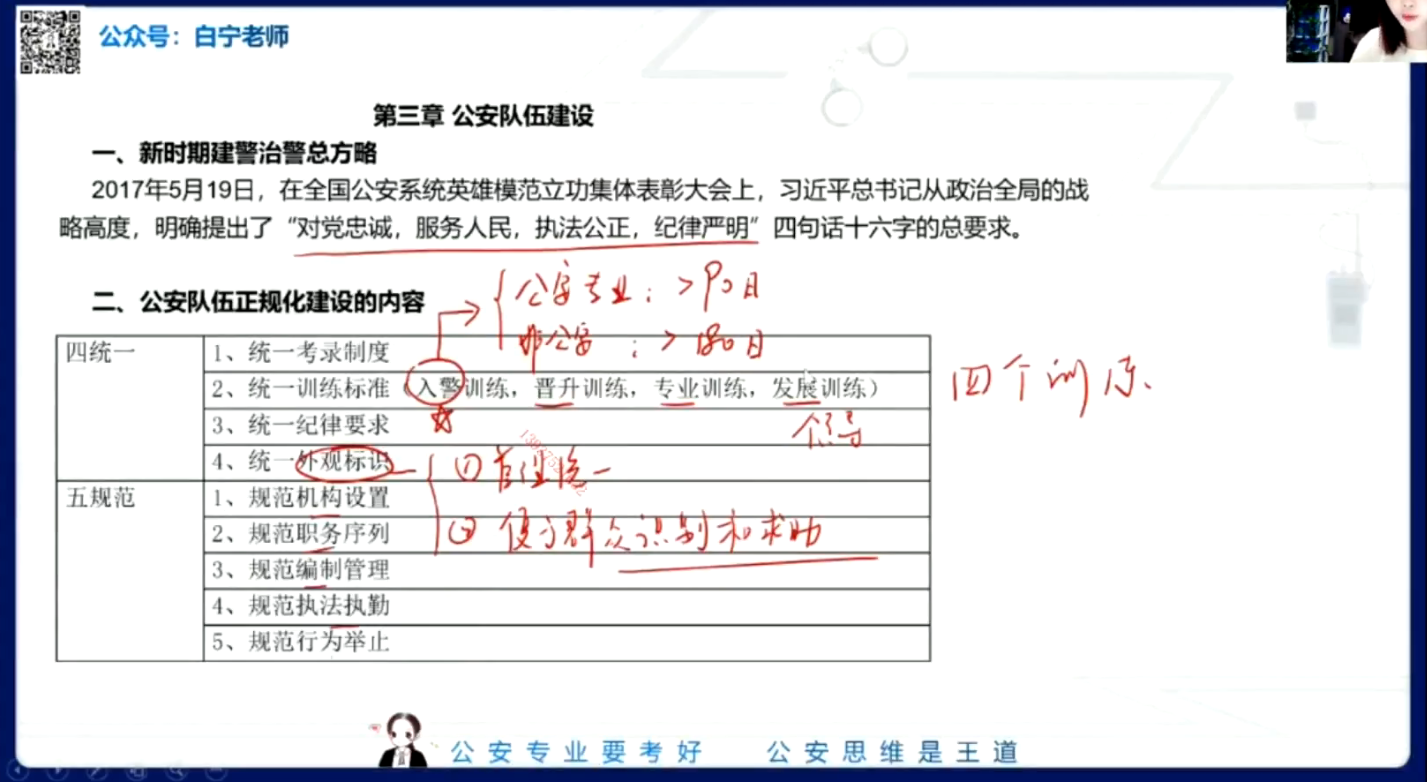 公众号：白宁老师
第三章 公安队伍建设
一、新时期建警治警总方略
2017年5月19日，在全国公安系统英雄模范立功集体表彰大会上，习近平总书记从政治全局的战
略高度，明确提出了“对党忠诚，服务人民，执法公正，纪律严明”四句话十六字的总要求。
公安专业：>90日
二、公安队伍正规化建设的内容
非公安：>180日
四统一
1、统一考录制度
2、统一训练标准（入警训练，晋升训练，专业训练，发展训练）
四个训练
3、统一纪律要求
领导
4、统一外观标识
①着装统一
五规范
1、规范机构设置
2、规范职务序列
②便于群众识别和求助
3、规范编制管理
4、规范执法执勤
5、规范行为举止
公安专业要考好 公安思维是王道